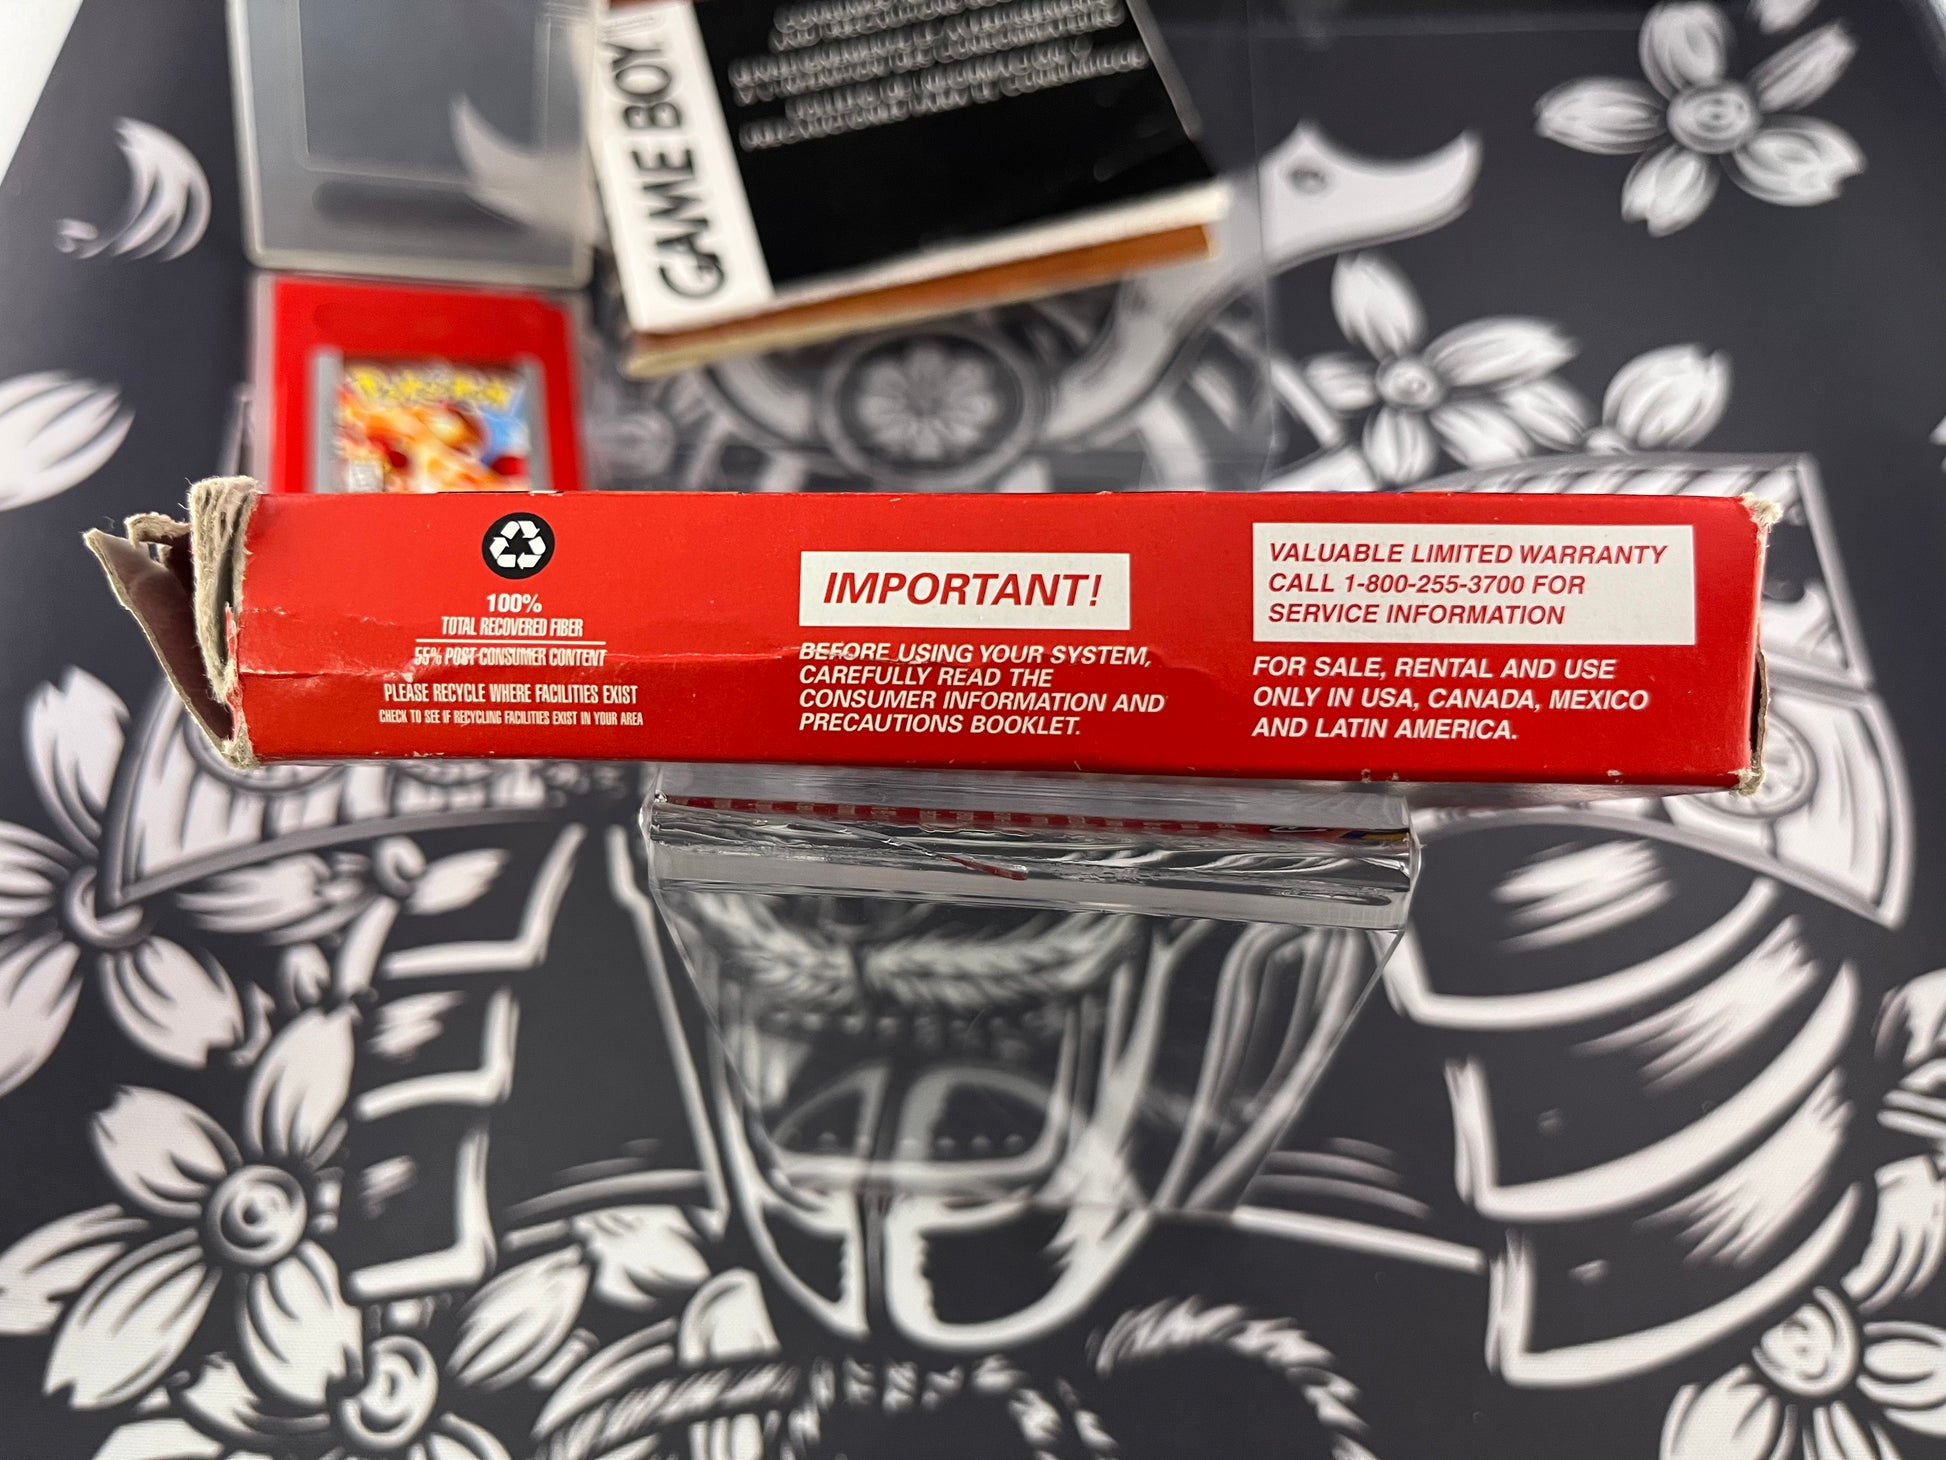 GAME BOY
Pokémon
100%
TOTAL RECOVERED FIBER
55% POST-CONSUMER CONTENT
PLEASE RECYCLE WHERE FACILITIES EXIST
CHECK TO SEE IF RECYCLING FACILITIES EXIST IN YOUR AREA
IMPORTANT!
BEFORE USING YOUR SYSTEM,
CAREFULLY READ THE
CONSUMER INFORMATION AND
PRECAUTIONS BOOKLET.
VALUABLE LIMITED WARRANTY
CALL 1-800-255-3700 FOR
SERVICE INFORMATION
FOR SALE, RENTAL AND USE
ONLY IN USA, CANADA, MEXICO
AND LATIN AMERICA.